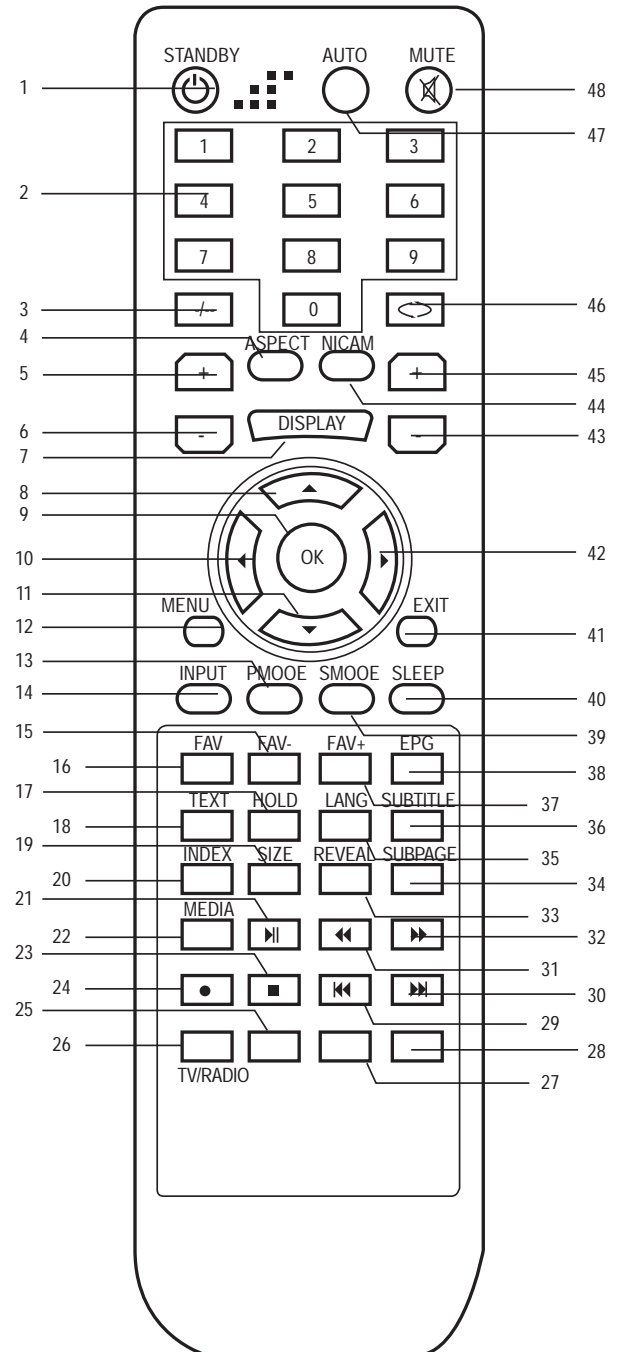 STANDBY AUTO MUTE
1 48
47
1 2 3
2 4 5 6
7 8 9
3 -/-- 0 46
4 ASPECT NICAM
5 + + 45
44
6 - DISPLAY - 43
7
8
9
10 OK 42
11
MENU EXIT
12 41
13 INPUT PMOOE SMOOE SLEEP
14 40
39
15 FAV FAV- FAV+ EPG
16 38
17 37
TEXT HOLD LANG SUBTITLE
18 36
19 35
INDEX SIZE REVEAL SUBPAGE
20 34
21 33
MEDIA
22 32
23 31
24 30
25 29
26 28
TV/RADIO 27